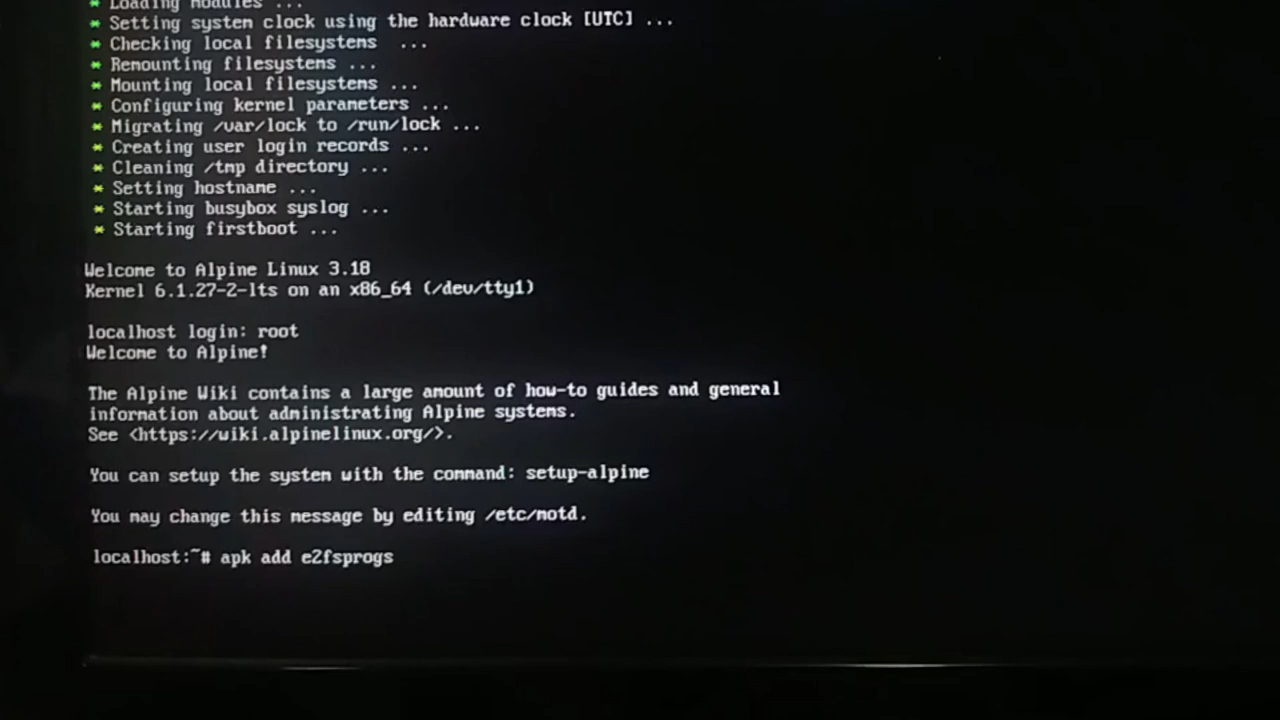 * Loading modules ...
* Setting system clock using the hardware clock [UTC] ...
* Checking local filesystems  ...
* Remounting filesystems ...
* Mounting local filesystems ...
* Configuring kernel parameters ...
* Migrating /var/lock to /run/lock ...
* Creating user login records ...
* Cleaning /tmp directory ...
* Setting hostname ...
* Starting busybox syslog ...
* Starting firstboot ...
Welcome to Alpine Linux 3.18
Kernel 6.1.27-2-lts on an x86_64 (/dev/tty1)
localhost login: root
Welcome to Alpine!
The Alpine Wiki contains a large amount of how-to guides and general
information about administrating Alpine systems.
See <https://wiki.alpinelinux.org/>.
You can setup the system with the command: setup-alpine
You may change this message by editing /etc/motd.
localhost:~# apk add e2fsprogs